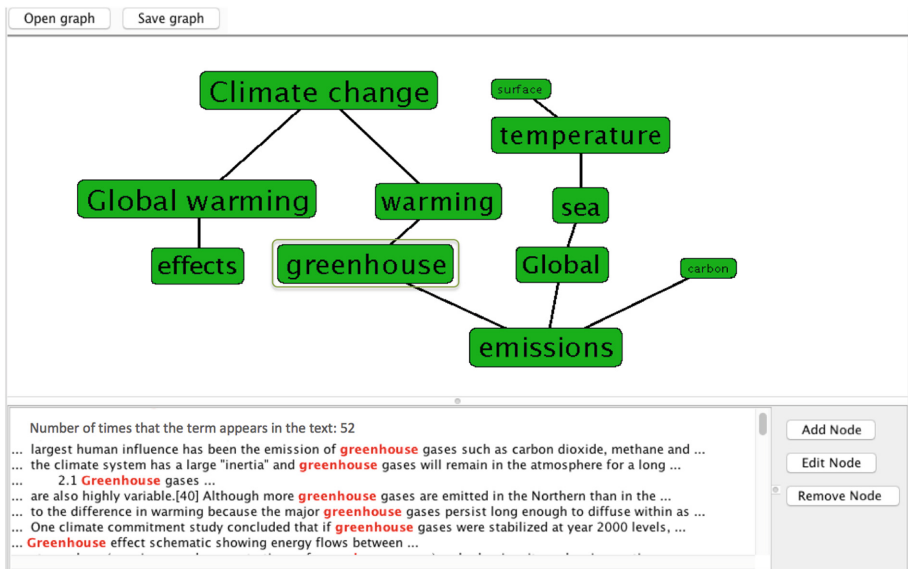 Open graph Save graph
Climate change
surface
temperature
Global warming
warming
sea
effects
greenhouse
Global
carbon
emissions
Number of times that the term appears in the text: 52
... largest human influence has been the emission of greenhouse gases such as carbon dioxide, methane and ...
... the climate system has a large "inertia" and greenhouse gases will remain in the atmosphere for a long ...
... 2.1 Greenhouse gases ...
... are also highly variable.[40] Although more greenhouse gases are emitted in the Northern than in the ...
... to the difference in warming because the major greenhouse gases persist long enough to diffuse within as ...
... One climate commitment study concluded that if greenhouse gases were stabilized at year 2000 levels, ...
... Greenhouse effect schematic showing energy flows between ...
Add Node
Edit Node
Remove Node